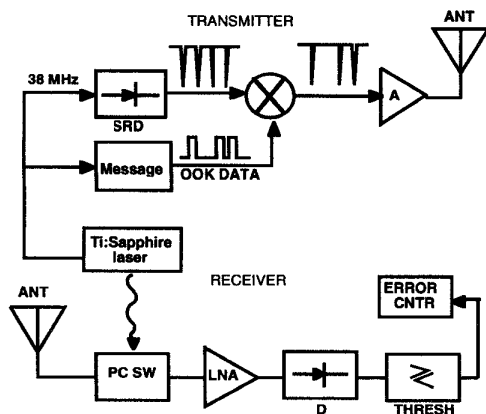 TRANSMITTER
ANT
38 MHz
SRD
A
Message
OOK DATA
Ti:Sapphire
laser
RECEIVER
ANT
ERROR
CNTR
PC SW
LNA
D
THRESH